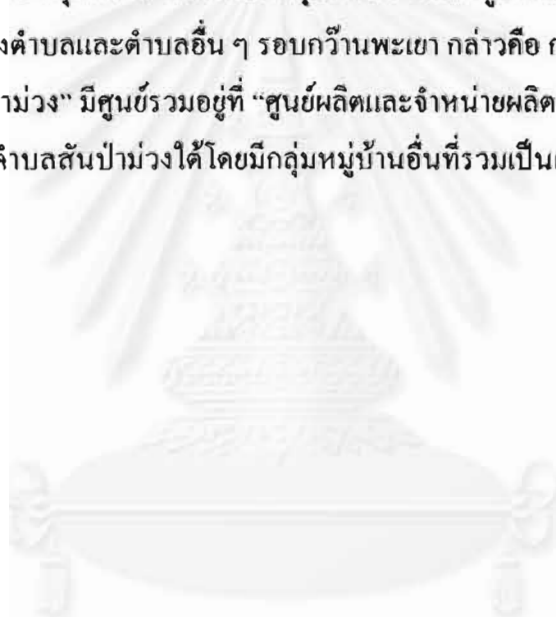 งตำบลและตำบลอื่น ๆ รอบกว๊านพะเยา กล่าวคือ
าม่วง” มีศูนย์รวมอยู่ที่ “ศูนย์ผลิตและจำหน่ายผลิต
ตำบลสันป่าม่วงใต้โดยมีกลุ่มหมู่บ้านอื่นที่รวมเป็น